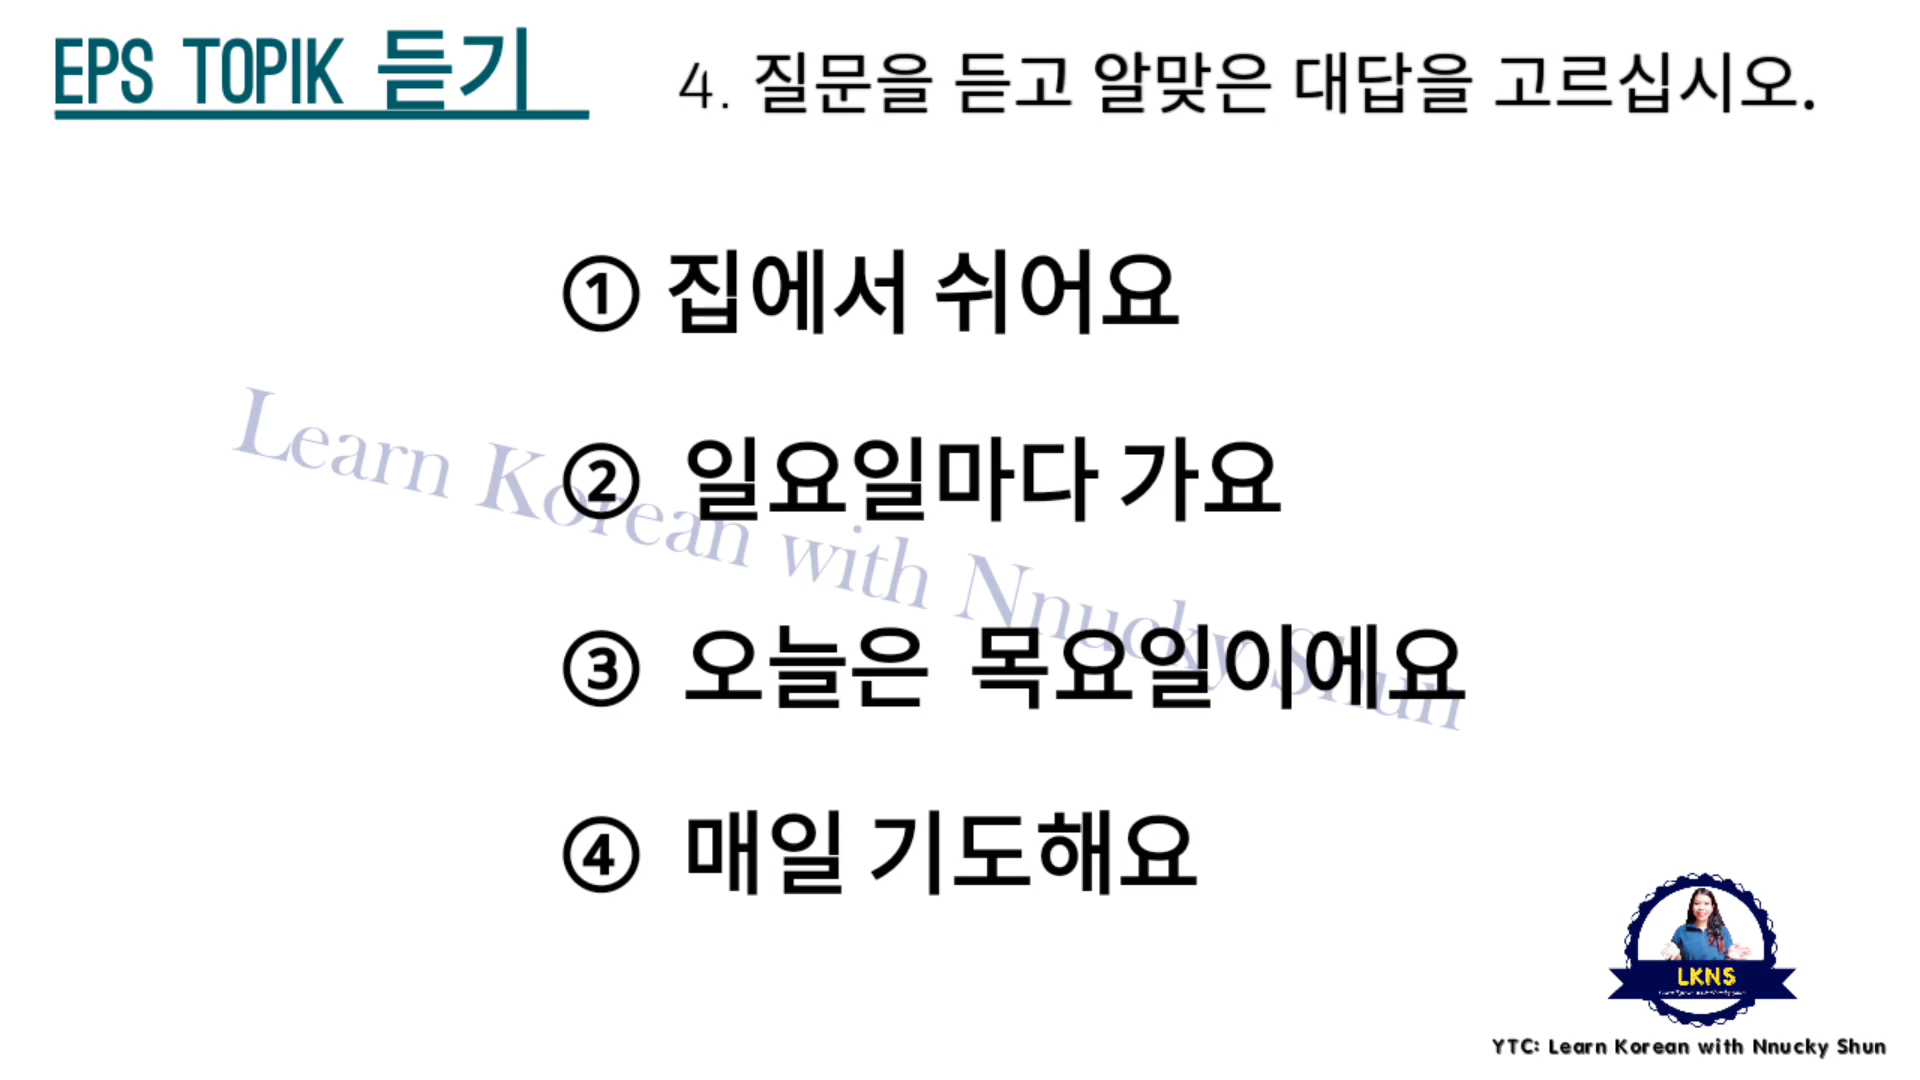 EPS TOPIK 듣기
4. 질문을 듣고 알맞은 대답을 고르십시오.
① 집에서 쉬어요
② 일요일마다 가요
③ 오늘은 목요일이에요
④ 매일 기도해요
Learn Korean with Nnucky Shun
LKNS
YTC: Learn Korean with Nnucky Shun